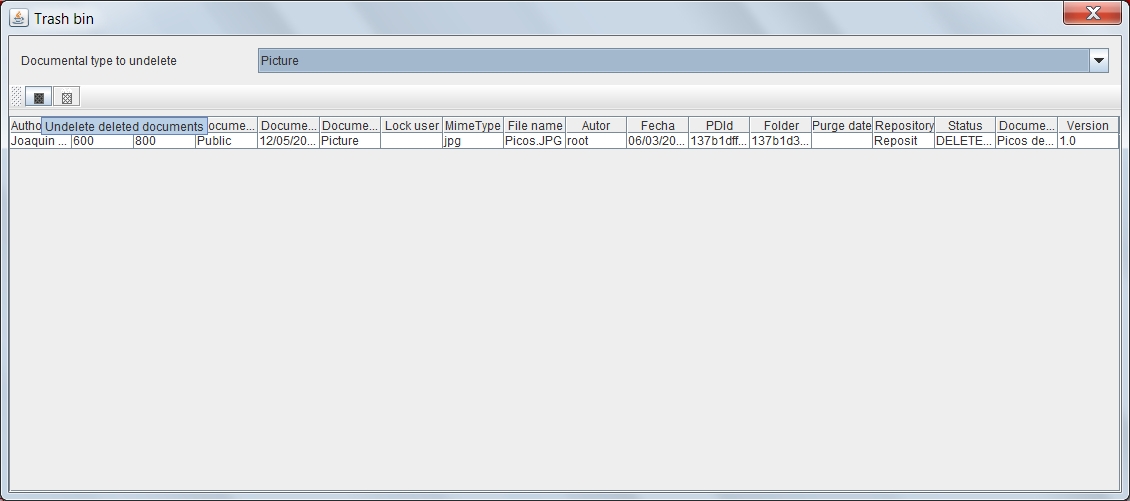 Trash bin
Documental type to undelete Picture
Undelete deleted documents
Autho ocume... Docume... Docume... Lock user MimeType File name Autor Fecha PDId Folder Purge date Repository Status Docume... Version
Joaquin ... 600 800 Public 12/05/20... Picture jpg Picos.JPG root 06/03/20... 137b1dff... 137b1d3... Reposit DELETE... Picos de... 1.0